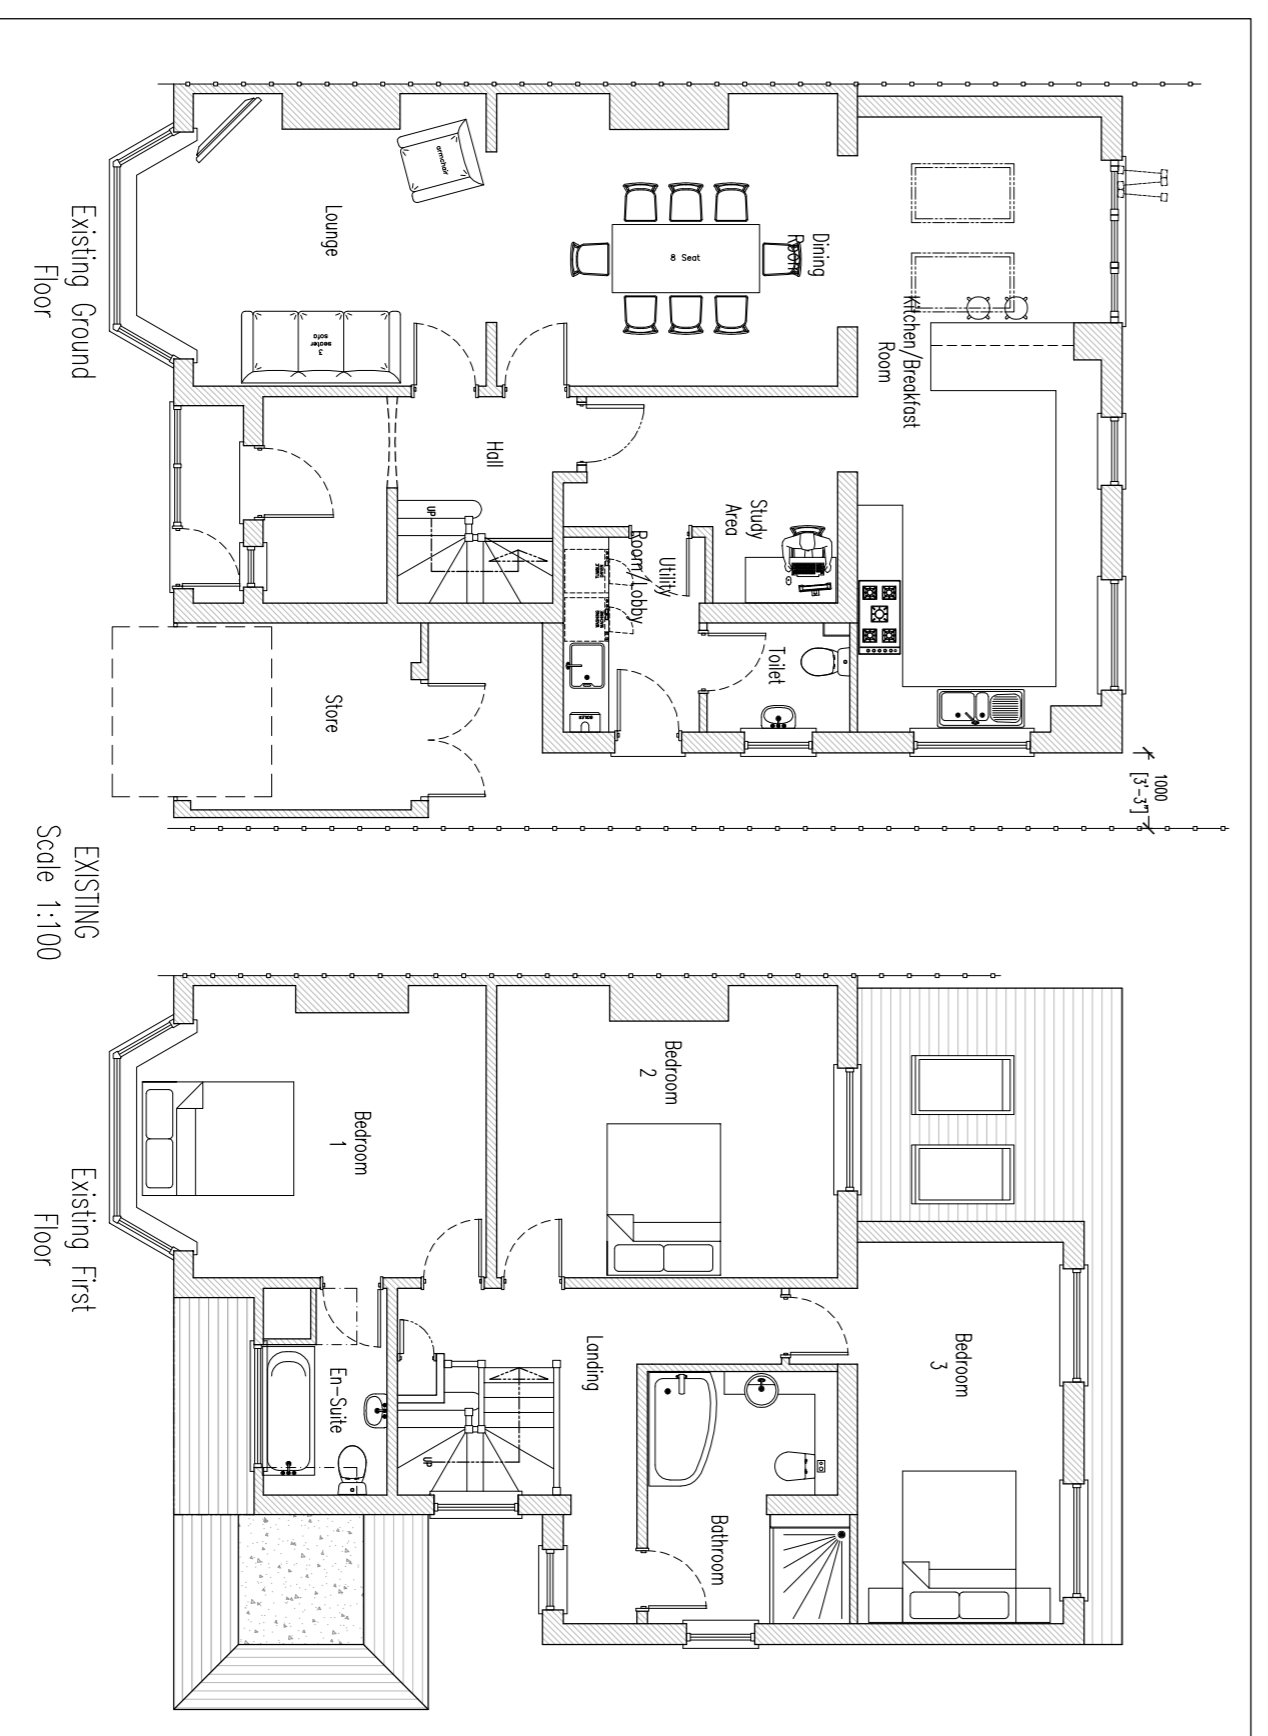 Existing Ground
Floor
Lounge
armchair
3
seater
sofa
Dining
Room
8 Seat
Kitchen/Breakfast
Room
Hall
UP
Study
Area
Utility
Room/Lobby
Toilet
Store
1000
[3'-3"]
EXISTING
Scale 1:100
Existing First
Floor
Bedroom
1
Bedroom
2
Bedroom
3
Landing
En-Suite
UP
Bathroom